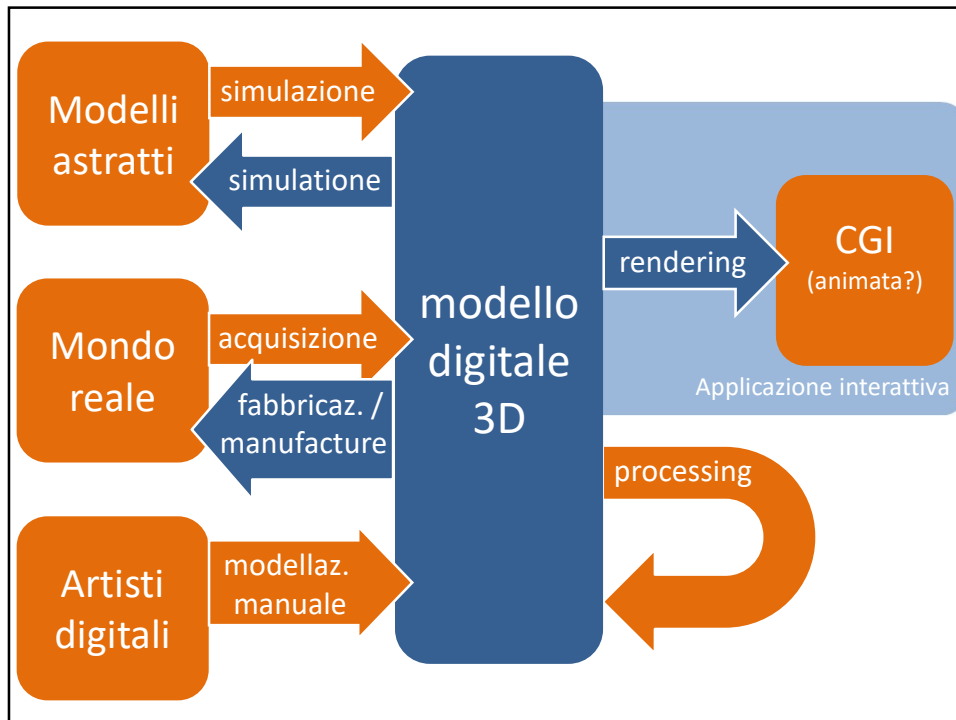 Modelli
astratti
simulazione
simulatione
Mondo
reale
acquisizione
fabbricaz. /
manufacture
Artisti
digitali
modellaz.
manuale
modello
digitale
3D
rendering
CGI
(animata?)
Applicazione interattiva
processing